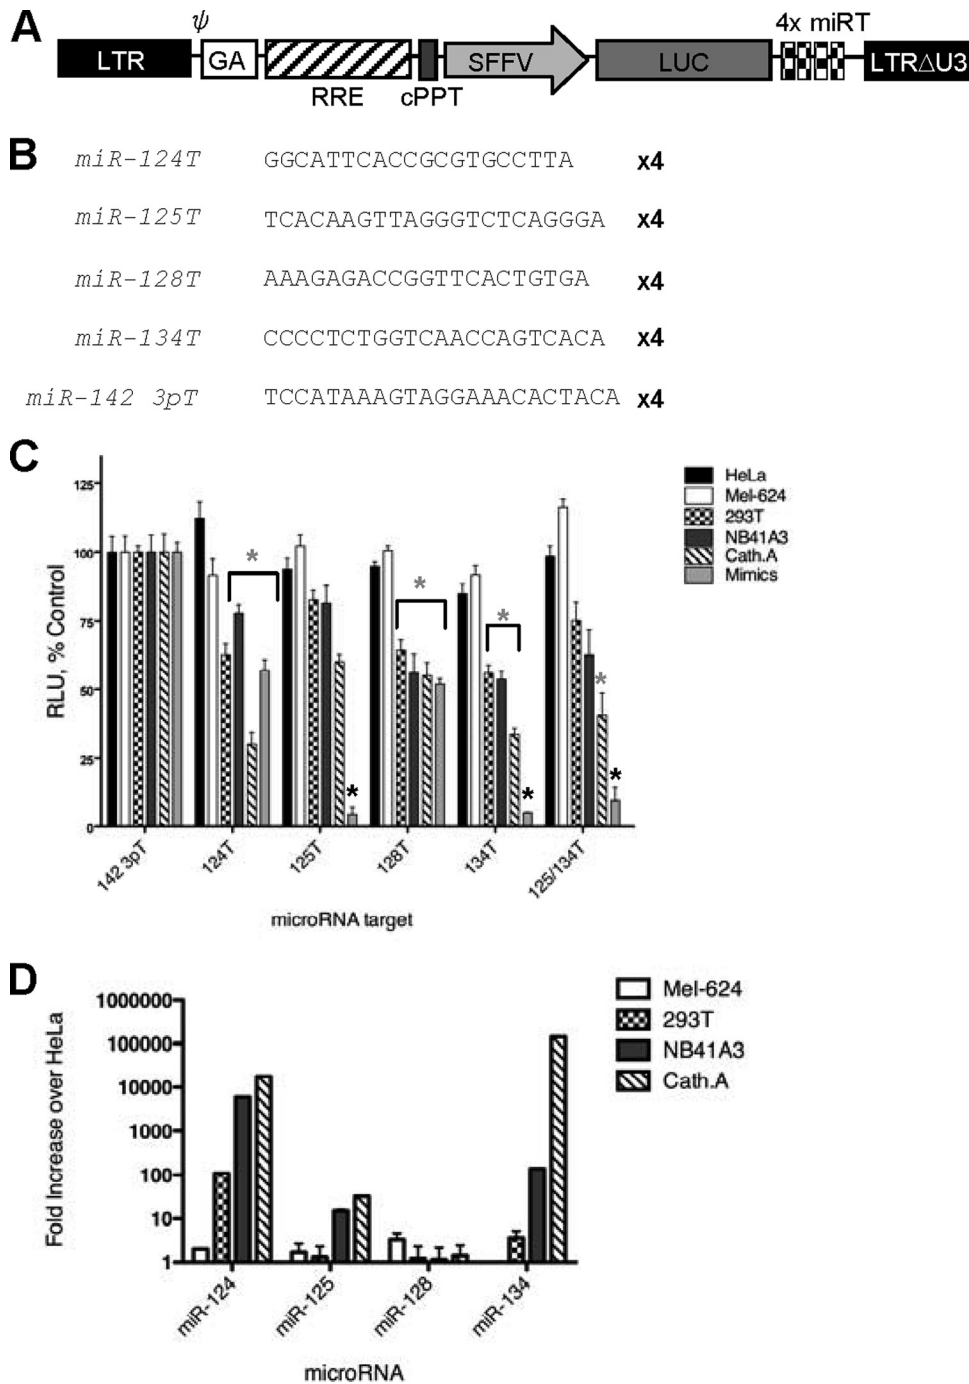 A
ψ
4x miRT
LTR
GA
SFFV
LUC
LTRΔU3
RRE
cPPT
B
miR-124T GGCATTCACCGCGTGCCTTA x4
miR-125T TCACAAGTTAGGGTCTCAGGGA x4
miR-128T AAAGAGACCGGTTCACTGTGA x4
miR-134T CCCCTCTGGTCAACCAGTCACA x4
miR-142 3pT TCCATAAAGTAGGAAACACTACA x4
C
RLU, % Control
125
100
75
50
25
0
*
*
*
*
*
*
*
HeLa
Mel-624
293T
NB41A3
Cath.A
Mimics
142 3pT
124T
125T
128T
134T
125/134T
microRNA target
D
Fold Increase over HeLa
1000000
100000
10000
1000
100
10
1
Mel-624
293T
NB41A3
Cath.A
miR-124
miR-125
miR-128
miR-134
microRNA